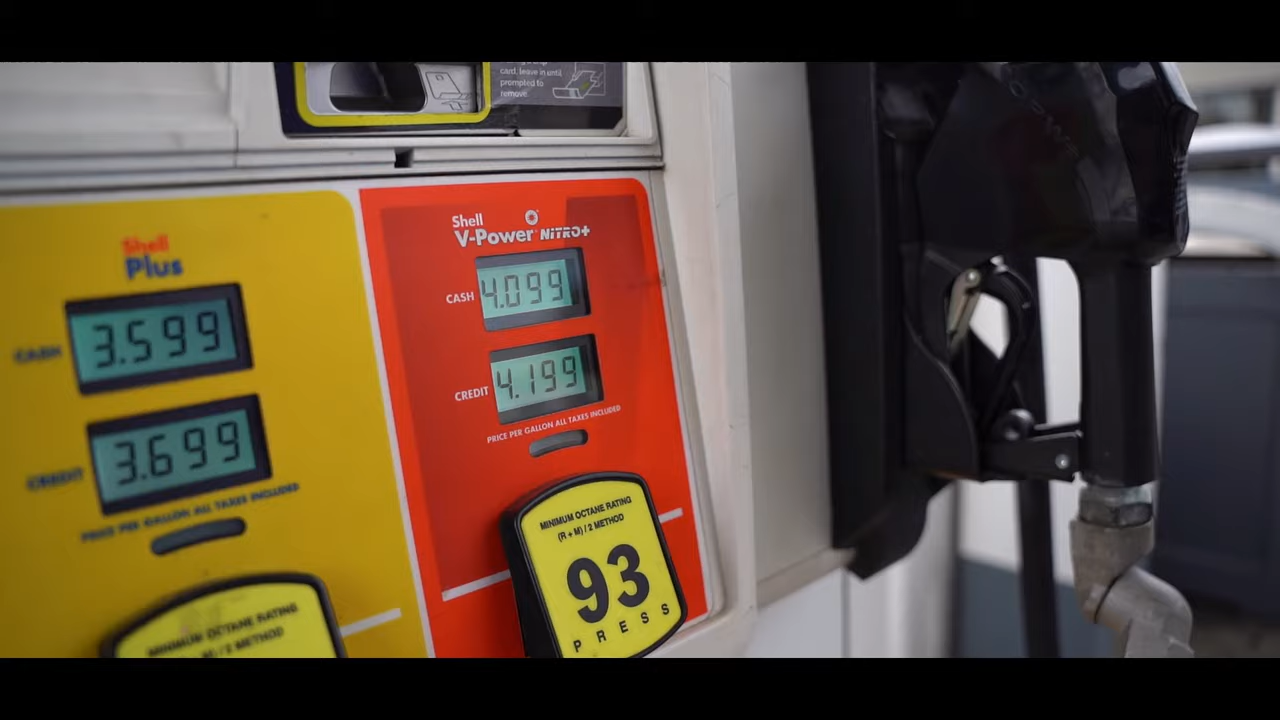 card, leave in until
prompted to
remove.
Shell
Plus
CASH 3.599
CREDIT 3.699
PRICE PER GALLON ALL TAXES INCLUDED
MINIMUM OCTANE RATING
M) / 2 METHOD
Shell
V-Power NiTRO+
CASH 4.099
CREDIT 4.199
PRICE PER GALLON ALL TAXES INCLUDED
MINIMUM OCTANE RATING
(R + M) / 2 METHOD
93
PRESS